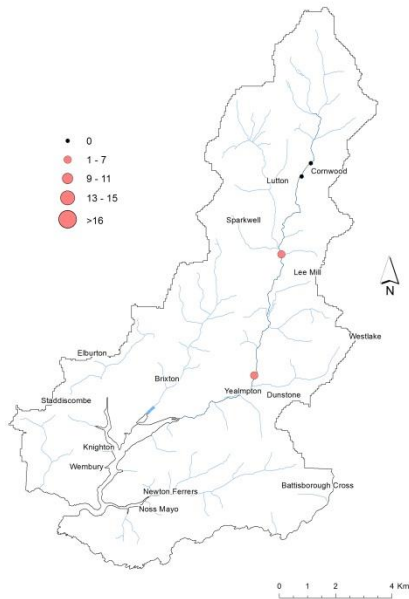 0
1 - 7
9 - 11
13 - 15
>16
Cornwood
Lutton
Sparkwell
Lee Mill
N
Westlake
Elburton
Brixton
Yealmpton
Dunstone
Staddiscombe
Knighton
Wembury
Battisborough Cross
Newton Ferrers
Noss Mayo
0 1 2 4 Km